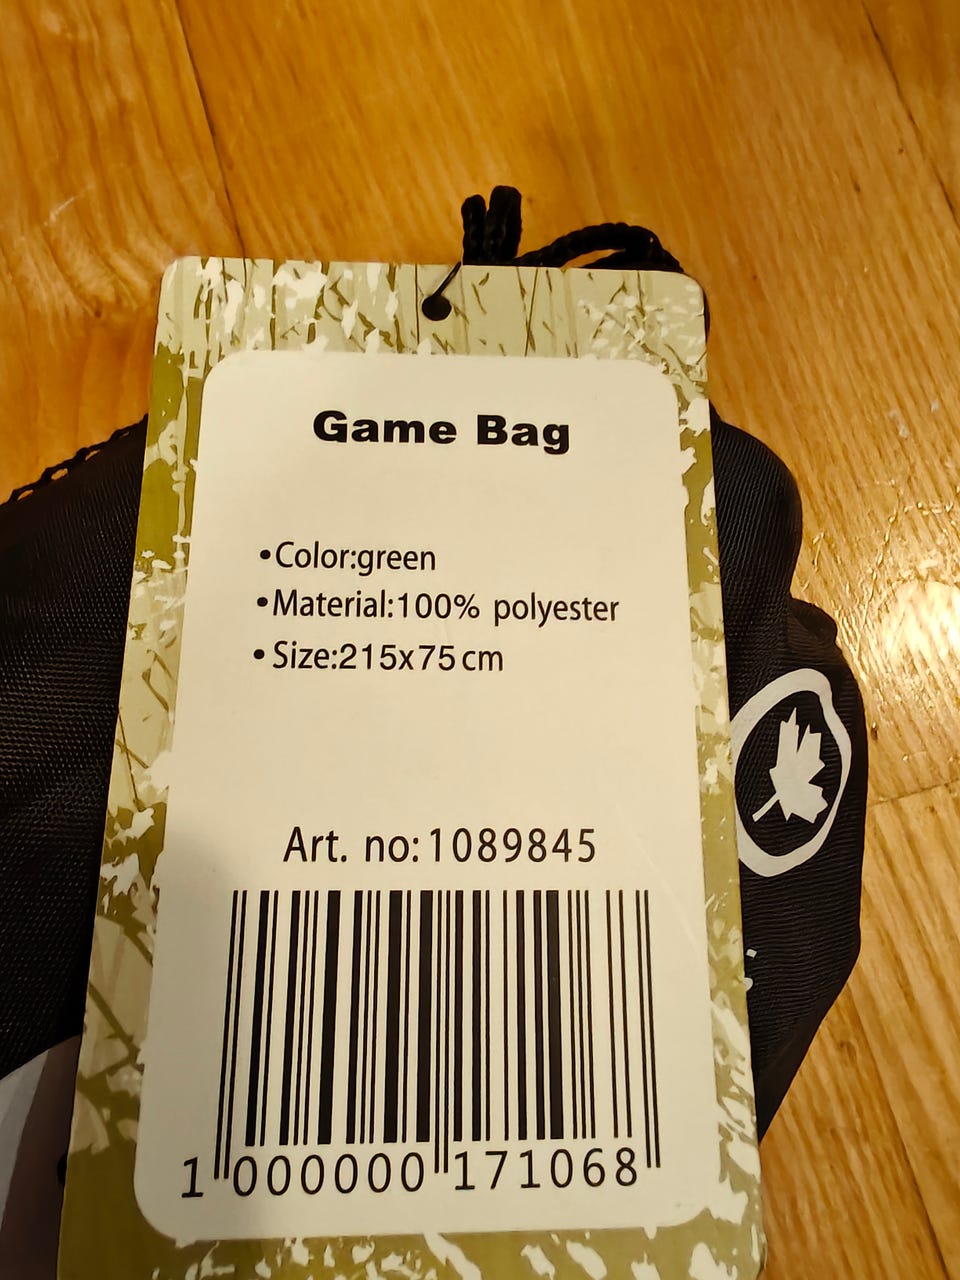 Game Bag
•Color:green
•Material:100% polyester
•Size:215x75cm
Art. no:1089845
1 000000 171068